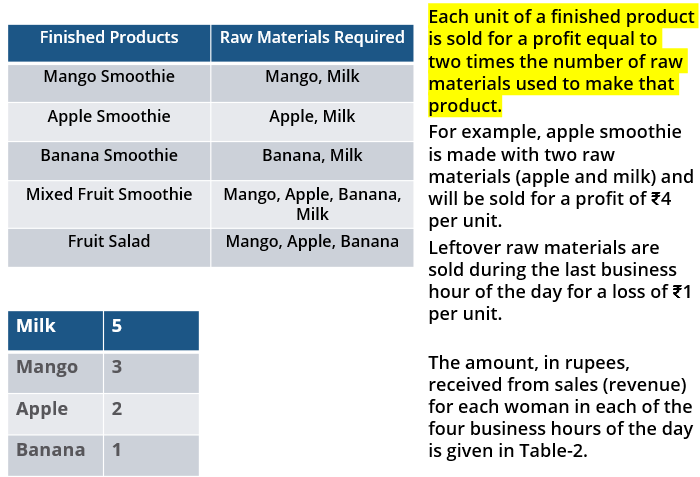 Finished Products Raw Materials Required
Mango Smoothie Mango, Milk
Apple Smoothie Apple, Milk
Banana Smoothie Banana, Milk
Mixed Fruit Smoothie Mango, Apple, Banana,
Milk
Fruit Salad Mango, Apple, Banana
Milk 5
Mango 3
Apple 2
Banana 1
Each unit of a finished product
is sold for a profit equal to
two times the number of raw
materials used to make that
product.
For example, apple smoothie
is made with two raw
materials (apple and milk) and
will be sold for a profit of ₹4
per unit.
Leftover raw materials are
sold during the last business
hour of the day for a loss of ₹1
per unit.
The amount, in rupees,
received from sales (revenue)
for each woman in each of the
four business hours of the day
is given in Table-2.